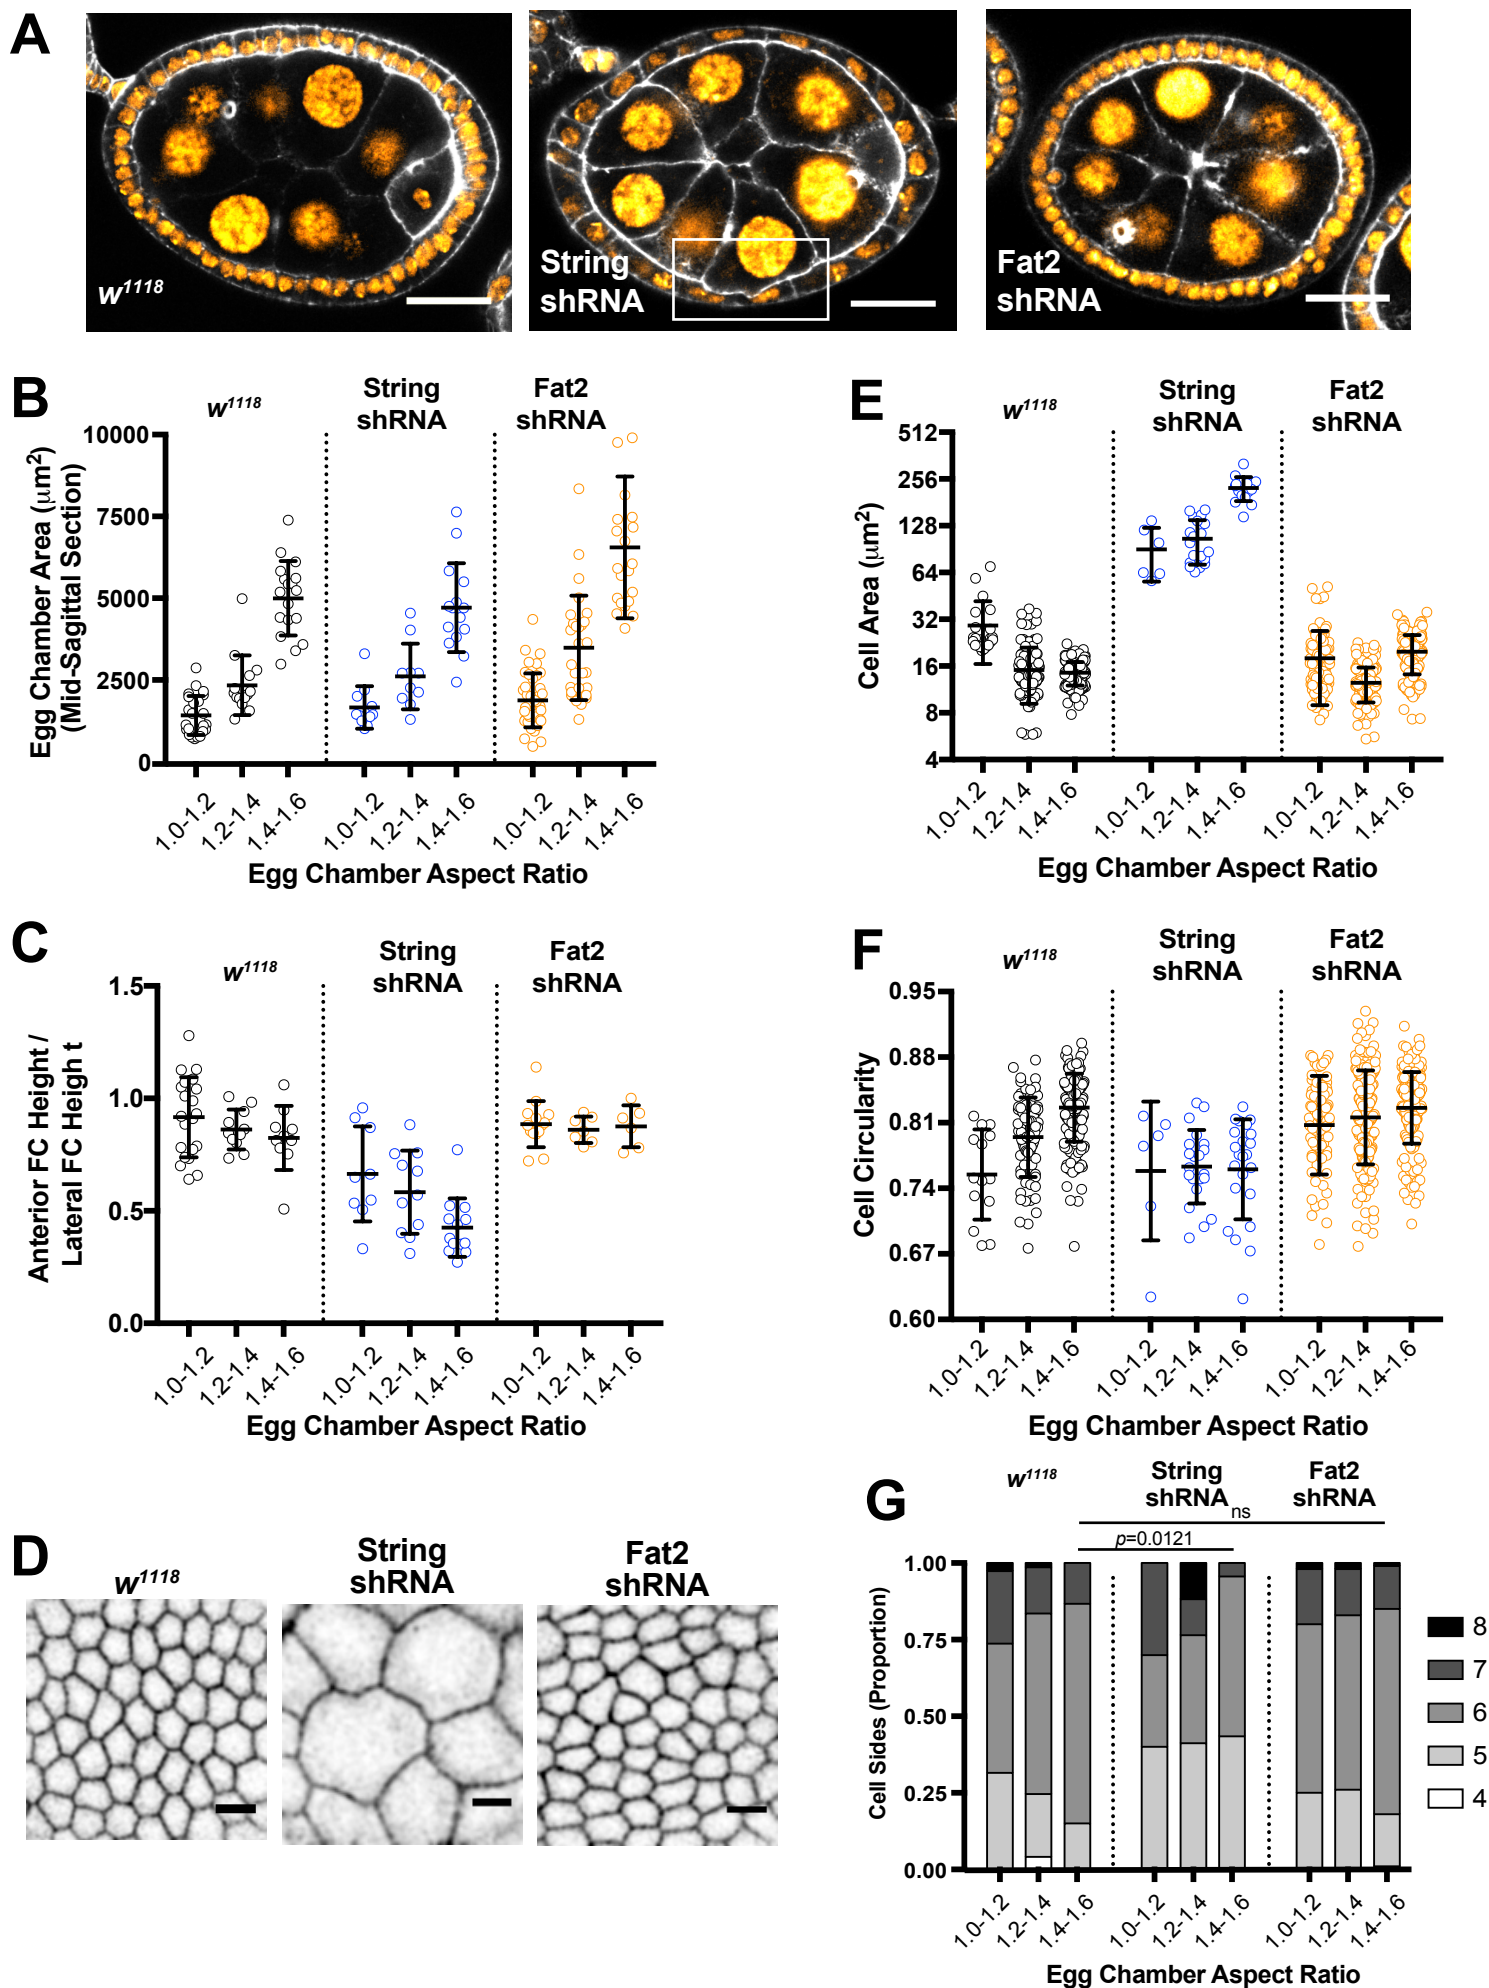 A
w1118
String
shRNA
Fat2
shRNA
B
w1118
String
shRNA
Fat2
shRNA
Egg Chamber Area (μm2)
(Mid-Sagittal Section)
10000
7500
5000
2500
0
1.0-1.2
1.2-1.4
1.4-1.6
1.0-1.2
1.2-1.4
1.4-1.6
1.0-1.2
1.2-1.4
1.4-1.6
Egg Chamber Aspect Ratio
E
w1118
String
shRNA
Fat2
shRNA
Cell Area (μm2)
512
256
128
64
32
16
8
4
1.0-1.2
1.2-1.4
1.4-1.6
1.0-1.2
1.2-1.4
1.4-1.6
1.0-1.2
1.2-1.4
1.4-1.6
Egg Chamber Aspect Ratio
C
w1118
String
shRNA
Fat2
shRNA
Anterior FC Height /
Lateral FC Heigh t
1.5
1.0
0.5
0.0
1.0-1.2
1.2-1.4
1.4-1.6
1.0-1.2
1.2-1.4
1.4-1.6
1.0-1.2
1.2-1.4
1.4-1.6
Egg Chamber Aspect Ratio
F
w1118
String
shRNA
Fat2
shRNA
Cell Circularity
0.95
0.88
0.81
0.74
0.67
0.60
1.0-1.2
1.2-1.4
1.4-1.6
1.0-1.2
1.2-1.4
1.4-1.6
1.0-1.2
1.2-1.4
1.4-1.6
Egg Chamber Aspect Ratio
D
w1118
String
shRNA
Fat2
shRNA
G
w1118
String
shRNA
Fat2
shRNA
ns
p=0.0121
Cell Sides (Proportion)
1.00
0.75
0.50
0.25
0.00
8
7
6
5
4
1.0-1.2
1.2-1.4
1.4-1.6
1.0-1.2
1.2-1.4
1.4-1.6
1.0-1.2
1.2-1.4
1.4-1.6
Egg Chamber Aspect Ratio